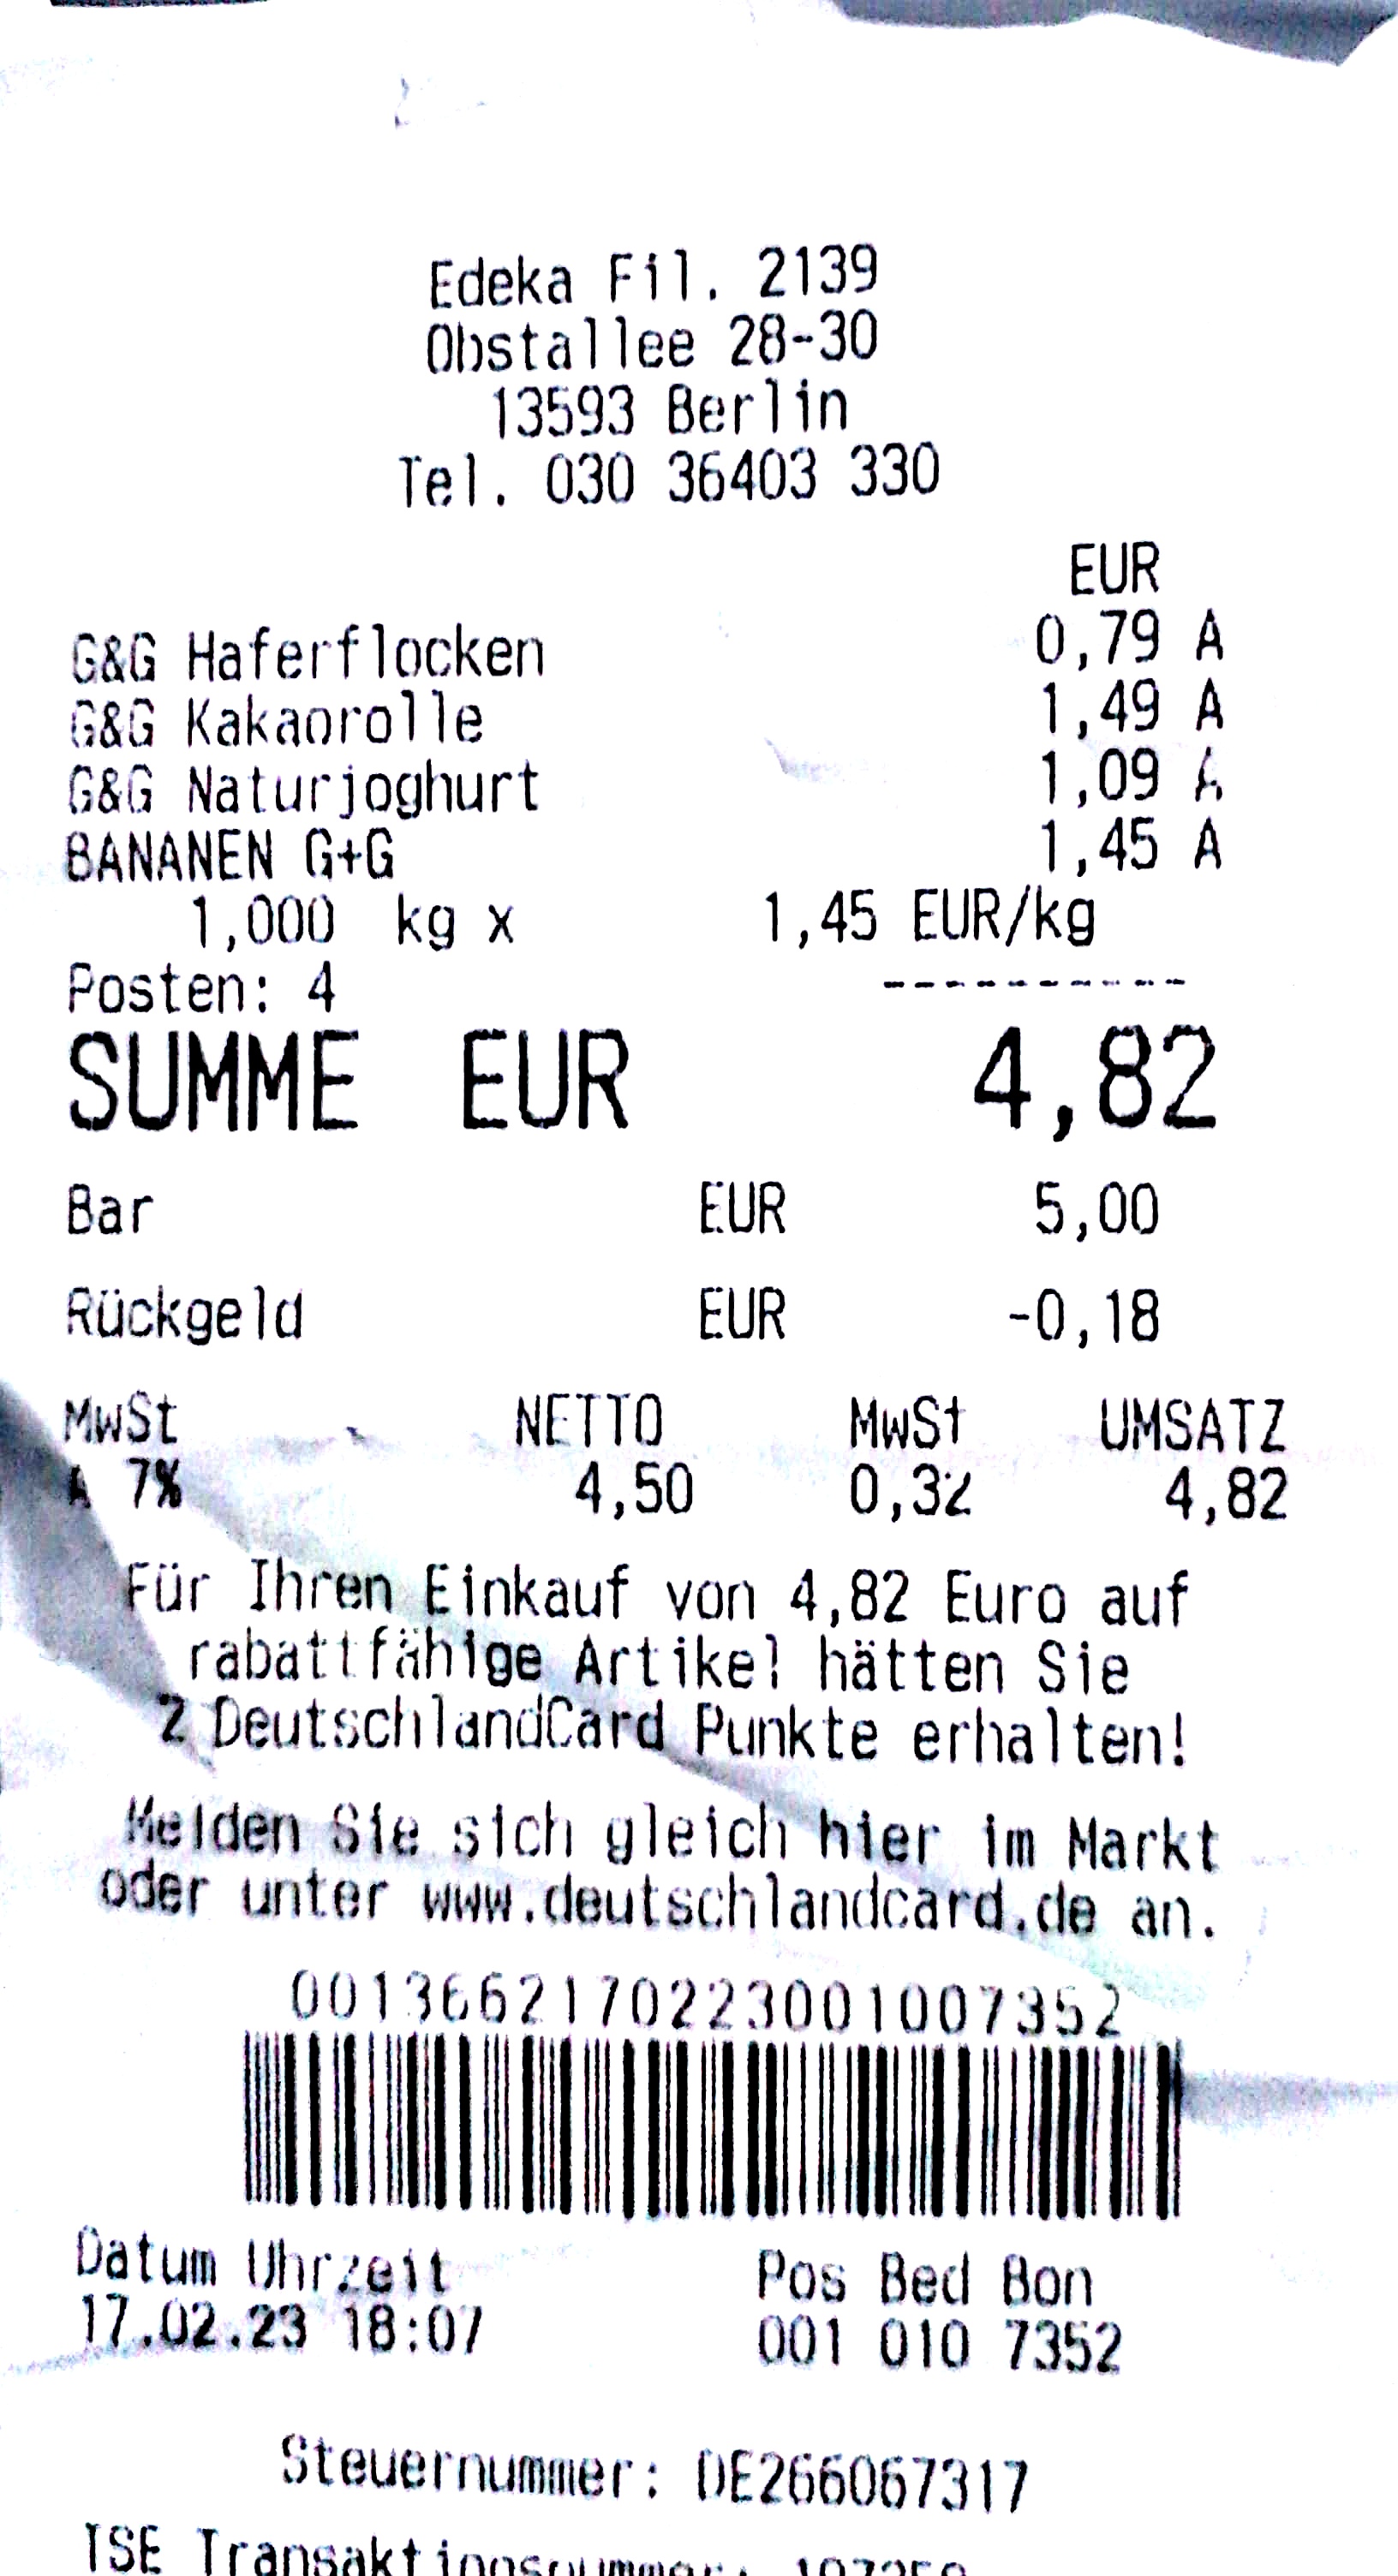 Edeka Fil. 2139
Obstallee 28-30
13593 Berlin
Tel. 030 36403 330
EUR
G&G Haferflocken 0,79 A
G&G Kakaorolle 1,49 A
G&G Naturjoghurt 1,09 A
BANANEN G+G 1,45 A
1,000 kg x 1,45 EUR/kg
Posten: 4 ----------
SUMME EUR 4,82
Bar EUR 5,00
Rückgeld EUR -0,18
MwSt NETTO MwSt UMSATZ
A 7% 4,50 0,32 4,82
Für Ihren Einkauf von 4,82 Euro auf
rabattfähige Artikel hätten Sie
2 DeutschlandCard Punkte erhalten!
Melden Sie sich gleich hier im Markt
oder unter www.deutschlandcard.de an.
0013662170223001007352
Datum Uhrzeit Pos Bed Bon
17.02.23 18:07 001 010 7352
Steuernummer: DE266067317
TSE Transaktionsnummer: